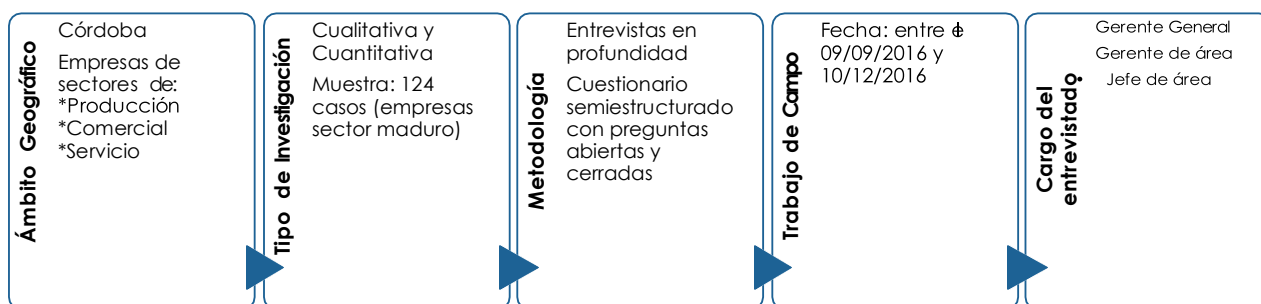 Ámbito Geográfico
Córdoba
Empresas de
sectores de:
*Producción
*Comercial
*Servicio
Tipo de Investigación
Cualitativa y
Cuantitativa
Muestra: 124
casos (empresas
sector maduro)
Metodología
Entrevistas en
profundidad
Cuestionario
semiestructurado
con preguntas
abiertas y
cerradas
Trabajo de Campo
Fecha: entre el
09/09/2016 y
10/12/2016
Cargo del
entrevistado.
Gerente General
Gerente de área
Jefe de área